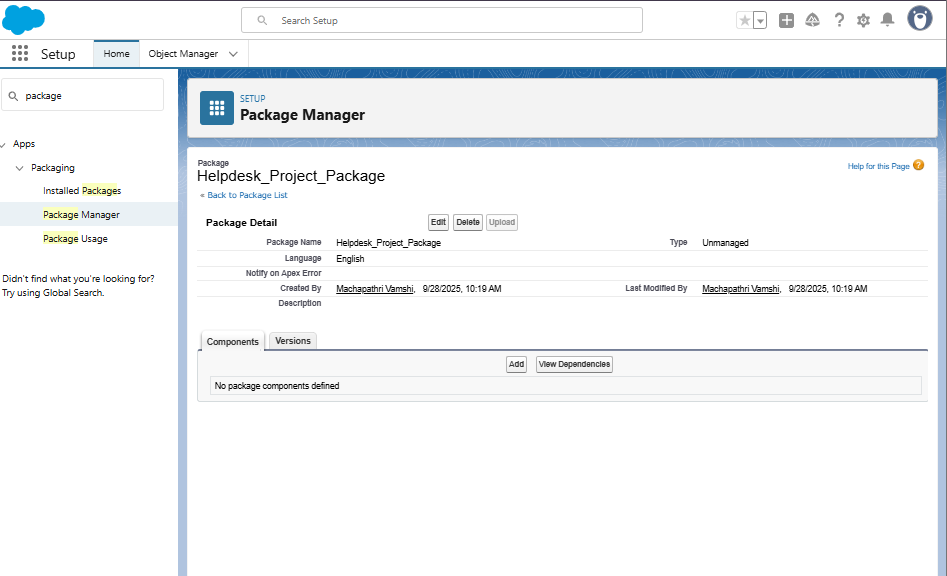 Search Setup
Setup
Home
Object Manager
package
Apps
Packaging
Installed Packages
Package Manager
Package Usage
Didn't find what you're looking for?
Try using Global Search.
SETUP
Package Manager
Package
Helpdesk_Project_Package
Help for this Page
« Back to Package List
Package Detail Edit Delete Upload
Package Name Helpdesk_Project_Package Type Unmanaged
Language English
Notify on Apex Error
Created By Machapathri Vamshi, 9/28/2025, 10:19 AM Last Modified By Machapathri Vamshi, 9/28/2025, 10:19 AM
Description
Components Versions
Add View Dependencies
No package components defined